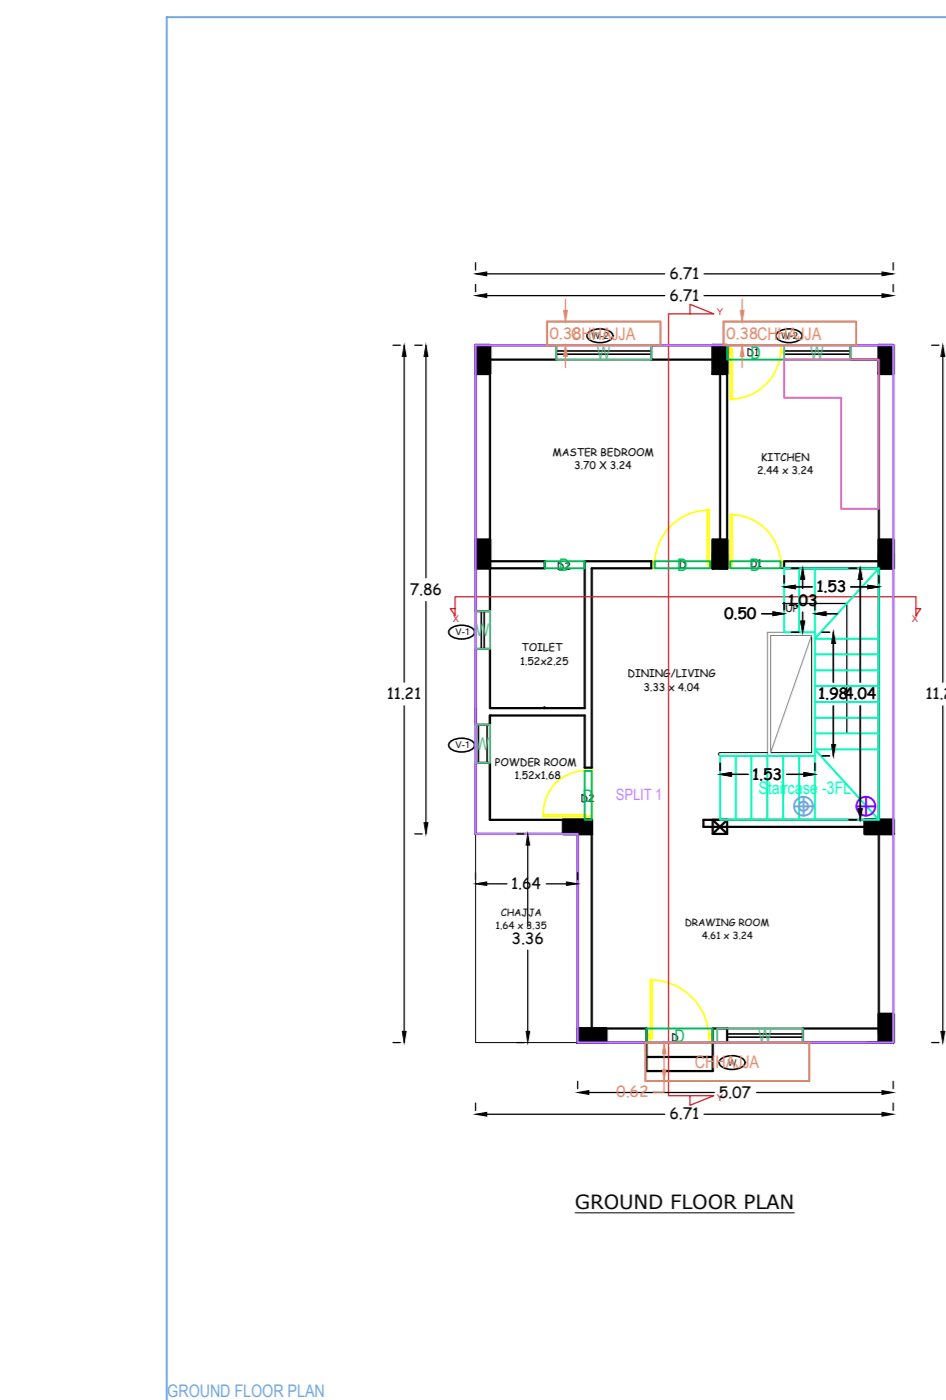 6.71
6.71
Y
0.38CHAJJA
W-2
0.38CHAJJA
W-2
W
D
D1
W
MASTER BEDROOM
3.70 X 3.24
KITCHEN
2.44 x 3.24
D2
D
D1
7.86
1.53
1.03
UP
0.50
X
X
V-1
W
TOILET
1.52x2.25
DINING/LIVING
3.33 x 4.04
11.21
1.98
4.04
V-1
W
POWDER ROOM
1.52x1.68
1.53
D2
SPLIT 1
Staircase -3FL
1.64
CHAJJA
1.64 x 3.35
3.36
DRAWING ROOM
4.61 x 3.24
D
D
W
CHAJJA
W
0.62
5.07
Y
6.71
GROUND FLOOR PLAN
GROUND FLOOR PLAN